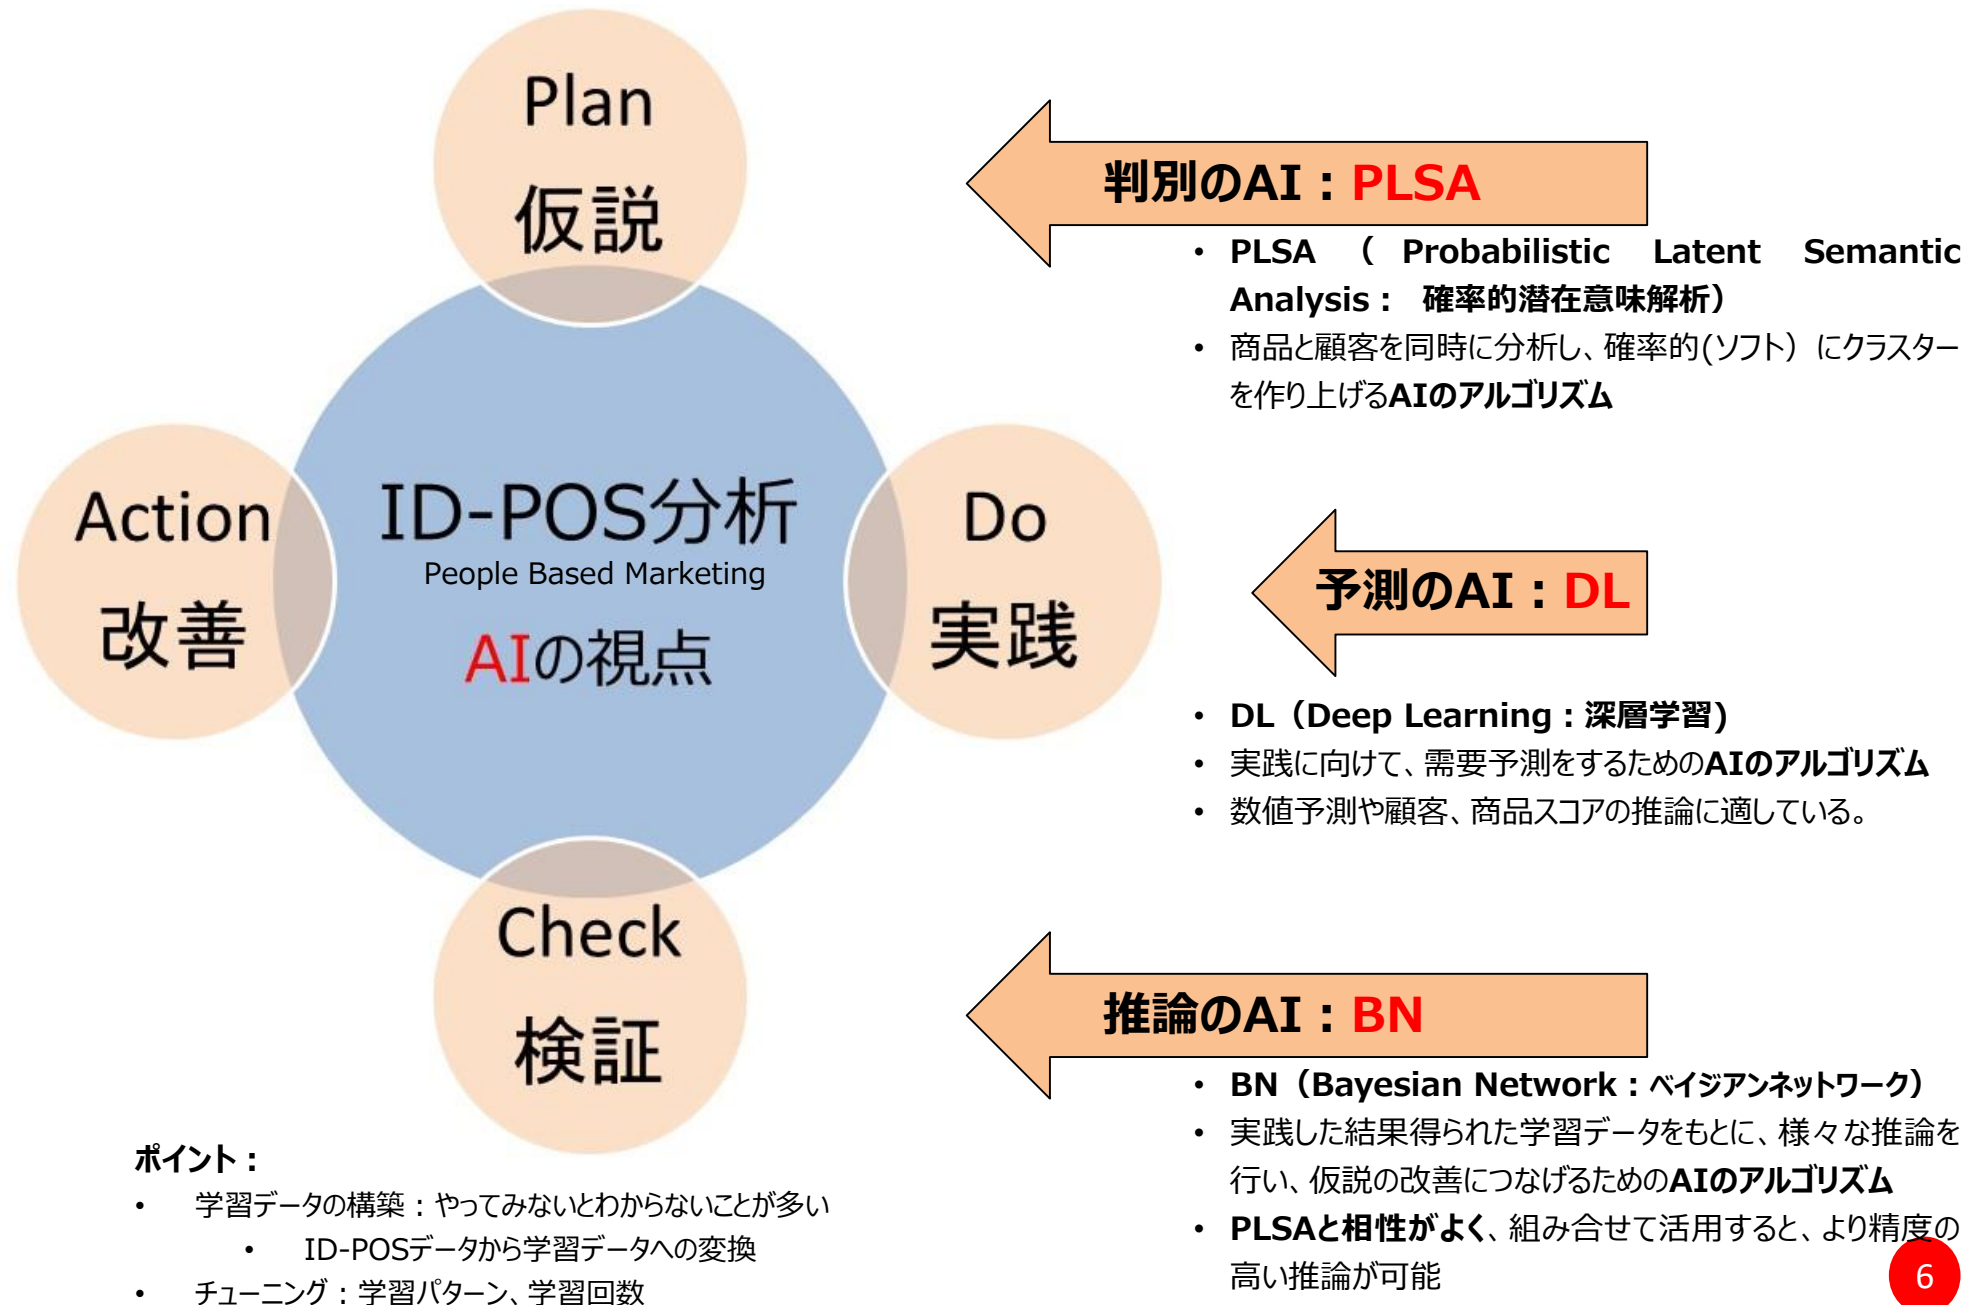 Plan
仮説
Action
改善
ID-POS分析
People Based Marketing
AIの視点
Do
実践
Check
検証
判別のAI：PLSA
• PLSA （ Probabilistic Latent Semantic
Analysis： 確率的潜在意味解析）
• 商品と顧客を同時に分析し、確率的(ソフト）にクラスター
を作り上げるAIのアルゴリズム
予測のAI：DL
• DL（Deep Learning：深層学習)
• 実践に向けて、需要予測をするためのAIのアルゴリズム
• 数値予測や顧客、商品スコアの推論に適している。
推論のAI：BN
• BN（Bayesian Network：ベイジアンネットワーク）
• 実践した結果得られた学習データをもとに、様々な推論を
行い、仮説の改善につなげるためのAIのアルゴリズム
• PLSAと相性がよく、組み合せて活用すると、より精度の
高い推論が可能
ポイント：
• 学習データの構築：やってみないとわからないことが多い
• ID-POSデータから学習データへの変換
• チューニング：学習パターン、学習回数
6